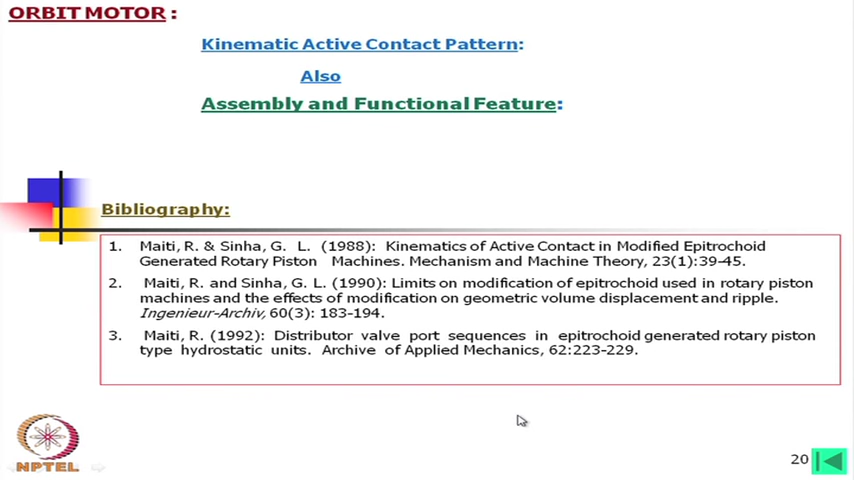 ORBIT MOTOR :
Kinematic Active Contact Pattern:
Also
Assembly and Functional Feature:
Bibliography:
1. Maiti, R. & Sinha, G. L. (1988): Kinematics of Active Contact in Modified Epitrochoid
Generated Rotary Piston Machines. Mechanism and Machine Theory, 23(1):39-45.
2. Maiti, R. and Sinha, G. L. (1990): Limits on modification of epitrochoid used in rotary piston
machines and the effects of modification on geometric volume displacement and ripple.
Ingenieur-Archiv, 60(3): 183-194.
3. Maiti, R. (1992): Distributor valve port sequences in epitrochoid generated rotary piston
type hydrostatic units. Archive of Applied Mechanics, 62:223-229.
NPTEL
20